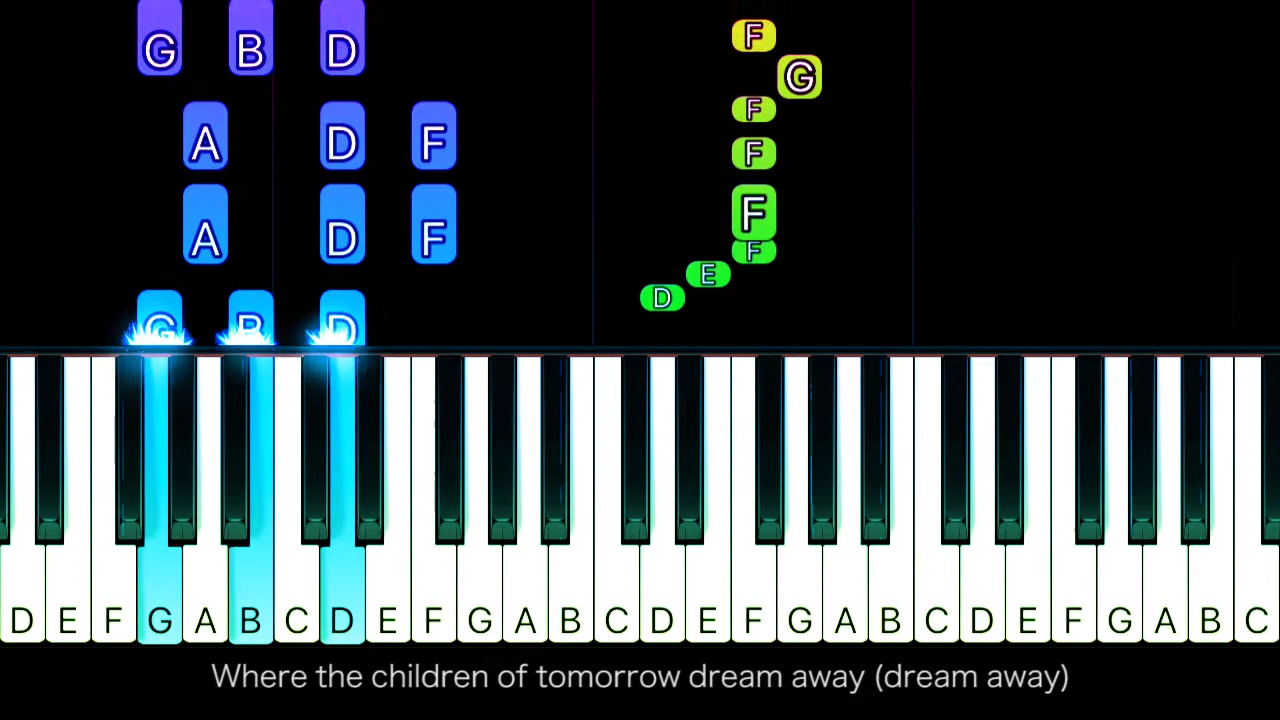 F
G B D
G
F
A D F
F
F
A D F
F
E
D
G B D
D E F G A B C D E F G A B C D E F G A B C D E F G A B C
Where the children of tomorrow dream away (dream away)